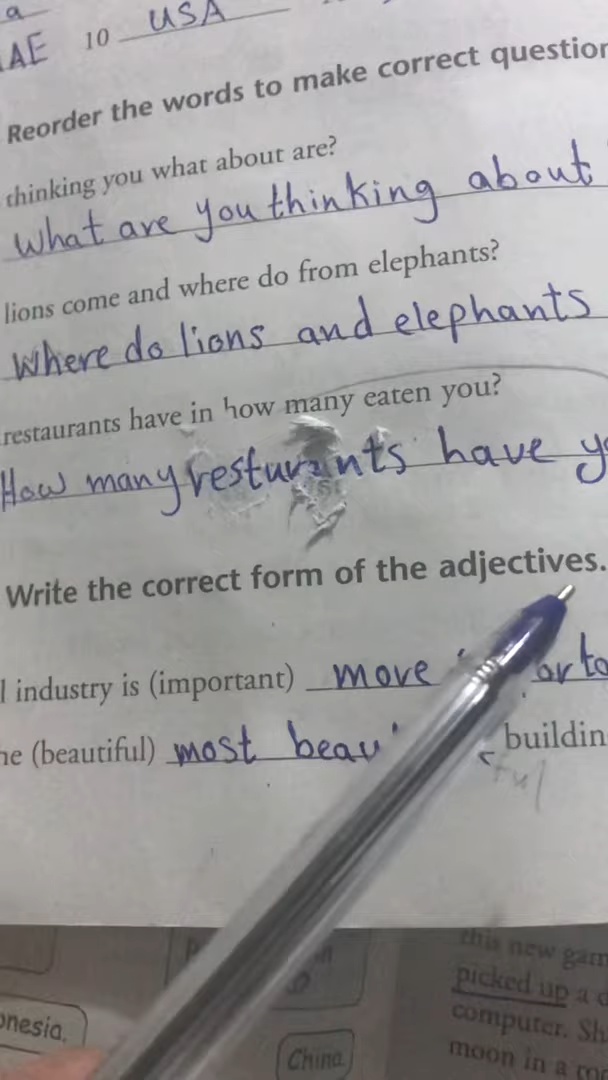 a
AE 10 USA
Reorder the words to make correct question
thinking you what about are?
What are you thinking about
lions come and where do from elephants?
Where do lions and elephants
restaurants have in how many eaten you?
How many resturants have y
Write the correct form of the adjectives.
l industry is (important) more
he (beautiful) most beau buildin
ful
this new gam
picked up a
computer. Sh
moon in a
onesia.
China.